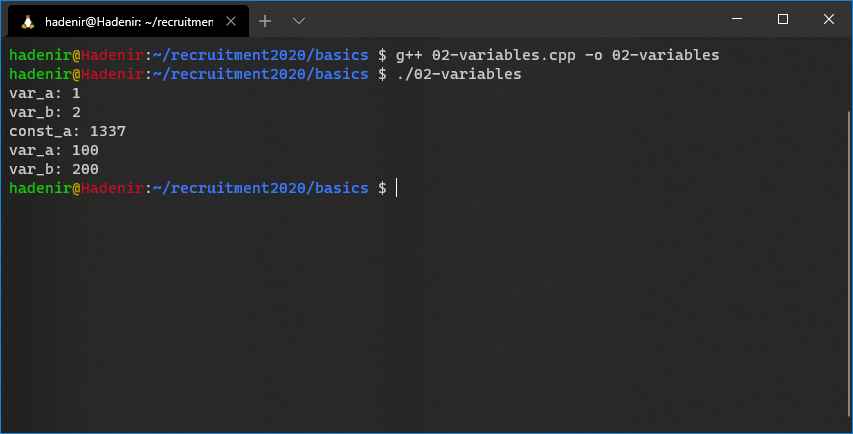 hadenir@Hadenir: ~/recruitmen
hadenir@Hadenir:~/recruitment2020/basics $ g++ 02-variables.cpp -o 02-variables
hadenir@Hadenir:~/recruitment2020/basics $ ./02-variables
var_a: 1
var_b: 2
const_a: 1337
var_a: 100
var_b: 200
hadenir@Hadenir:~/recruitment2020/basics $